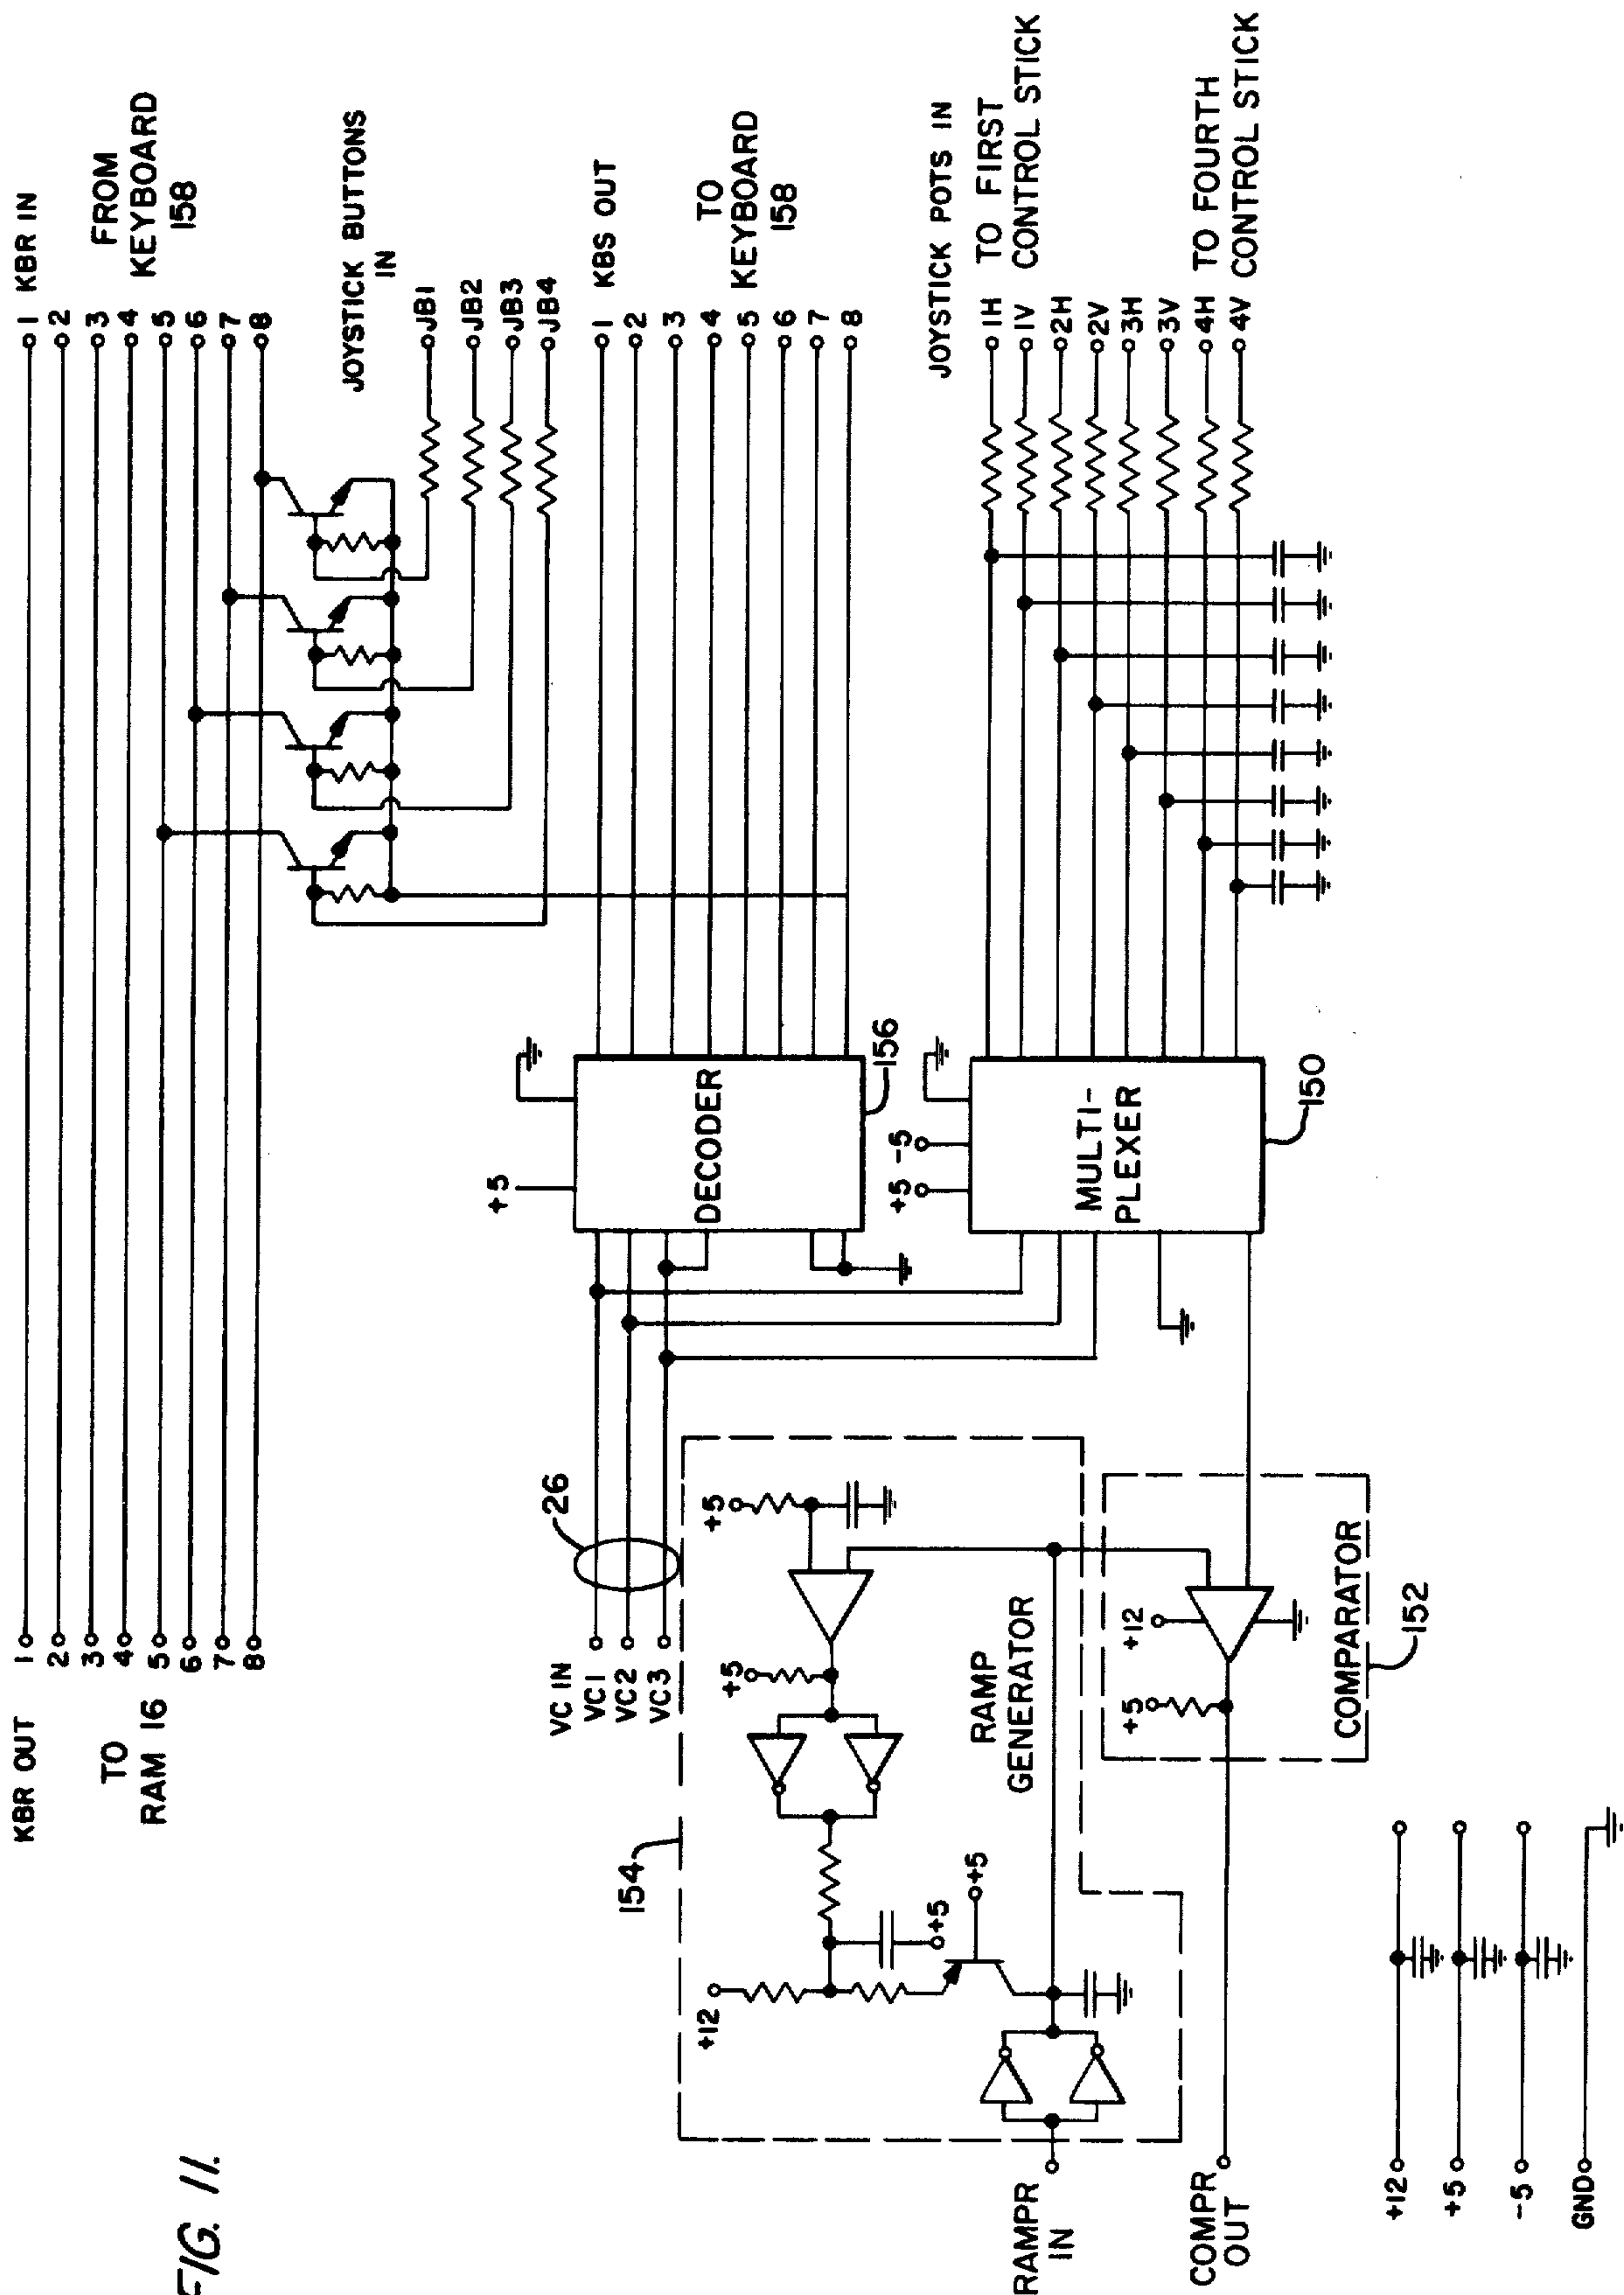 FIG. 11.
KBR OUT
1
2
3
4
5
6
7
8
TO
RAM 16
1 KBR IN
2
3
4
5
6
7
8
FROM
KEYBOARD
158
JOYSTICK BUTTONS
IN
JB1
JB2
JB3
JB4
VC IN
VC1
VC2
VC3
26
+5
DECODER
156
1 KBS OUT
2
3
4
5
6
7
8
TO
KEYBOARD
158
+5 -5
MULTI-
PLEXER
150
JOYSTICK POTS IN
1H TO FIRST
1V CONTROL STICK
2H
2V
3H
3V
4H TO FOURTH
4V CONTROL STICK
154
+5
+5
+12
+5
+5
RAMP
GENERATOR
RAMPR
IN
+12
+5
COMPARATOR
152
COMPR
OUT
+12
+5
-5
GND